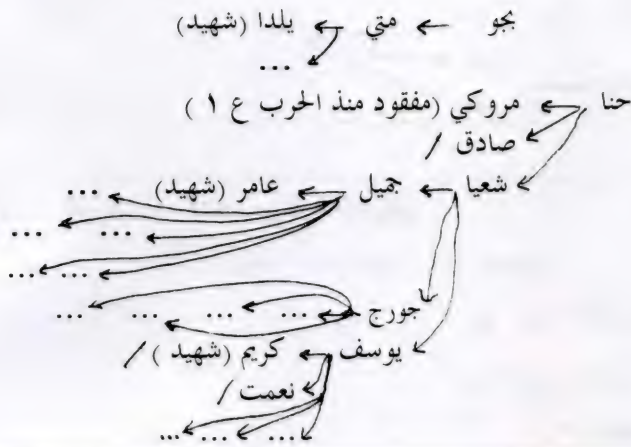 بجو متي يلدا (شهيد)
...
حنا مروكي (مفقود منذ الحرب ع ١ )
صادق /
شعيا جميل عامر (شهيد) ...
... ...
... ...
جورج ... ... ... ...
يوسف كريم (شهيد ) /
نعمت /
... ... ...